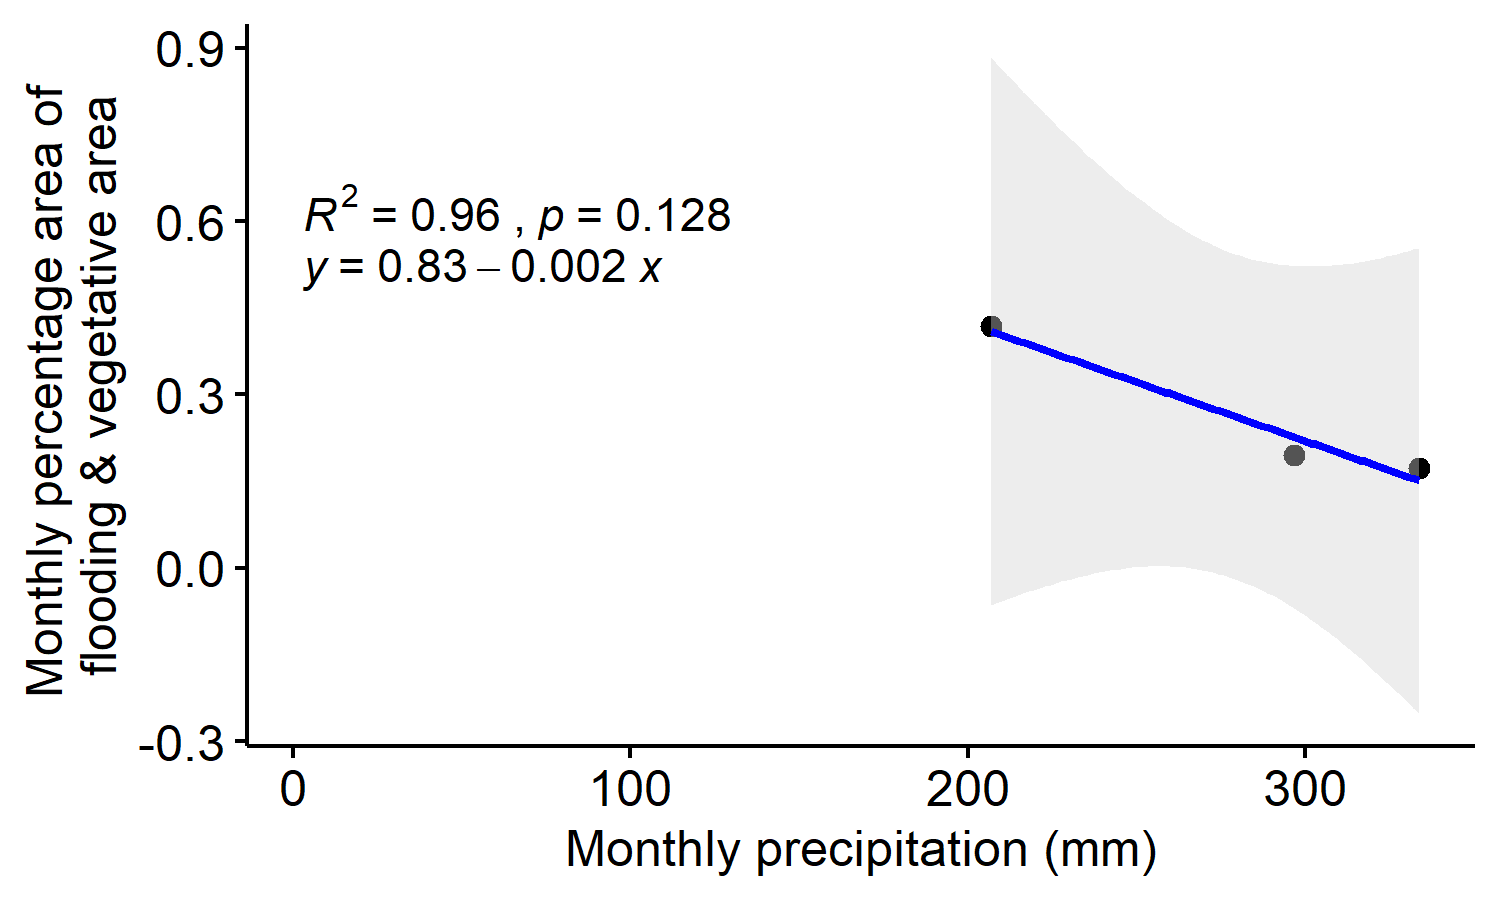 Monthly percentage area of
flooding & vegetative area
0.9
0.6
0.3
0.0
-0.3
R² = 0.96 , p = 0.128
y = 0.83 – 0.002 x
0 100 200 300
Monthly precipitation (mm)